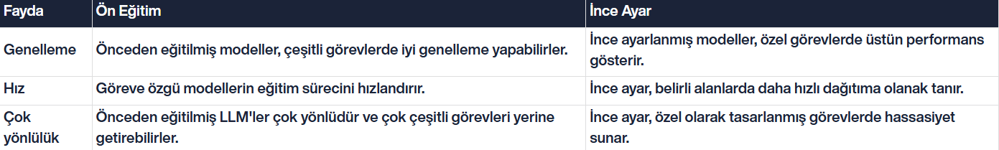 Fayda Ön Eğitim İnce Ayar
Genelleme Önceden eğitilmiş modeller, çeşitli görevlerde iyi genelleme yapabilirler. İnce ayarlanmış modeller, özel görevlerde üstün performans
gösterir.
Hız Göreve özgü modellerin eğitim sürecini hızlandırır. İnce ayar, belirli alanlarda daha hızlı dağıtıma olanak tanır.
Çok Önceden eğitilmiş LLM'ler çok yönlüdür ve çok çeşitli görevleri yerine İnce ayar, özel olarak tasarlanmış görevlerde hassasiyet
yönlülük getirebilirler. sunar.